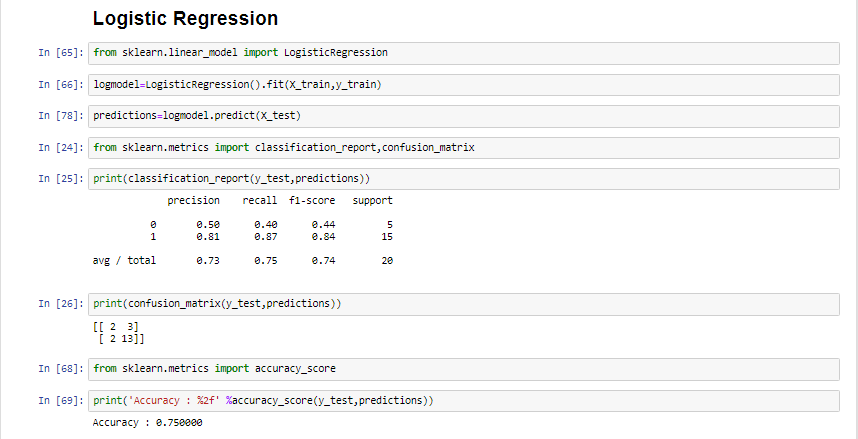 Logistic Regression
In [65]: from sklearn.linear_model import LogisticRegression
In [66]: logmodel=LogisticRegression().fit(X_train,y_train)
In [78]: predictions=logmodel.predict(X_test)
In [24]: from sklearn.metrics import classification_report,confusion_matrix
In [25]: print(classification_report(y_test,predictions))
precision recall f1-score support
0 0.50 0.40 0.44 5
1 0.81 0.87 0.84 15
avg / total 0.73 0.75 0.74 20
In [26]: print(confusion_matrix(y_test,predictions))
[[ 2 3]
[ 2 13]]
In [68]: from sklearn.metrics import accuracy_score
In [69]: print('Accuracy : %2f' %accuracy_score(y_test,predictions))
Accuracy : 0.750000